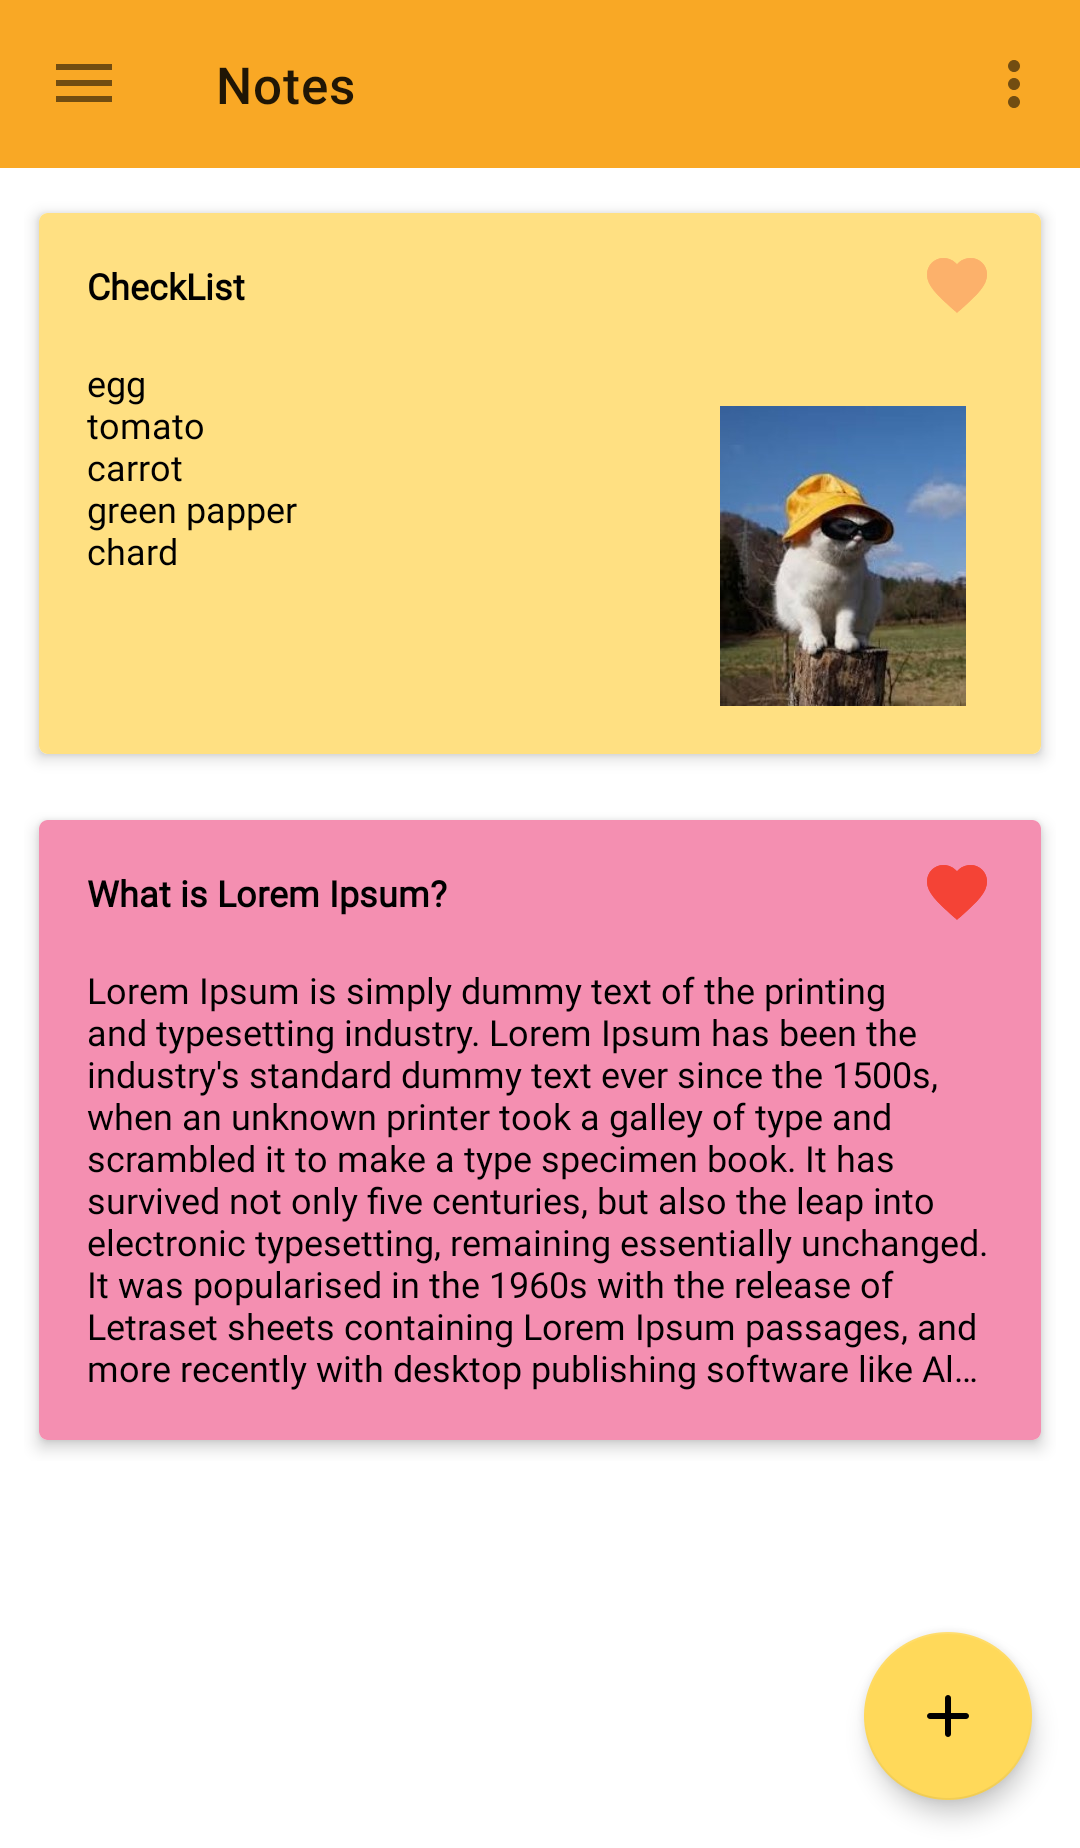 Notes
CheckList
egg
tomato
carrot
green papper
chard
What is Lorem Ipsum?
Lorem Ipsum is simply dummy text of the printing
and typesetting industry. Lorem Ipsum has been the
industry's standard dummy text ever since the 1500s,
when an unknown printer took a galley of type and
scrambled it to make a type specimen book. It has
survived not only five centuries, but also the leap into
electronic typesetting, remaining essentially unchanged.
It was popularised in the 1960s with the release of
Letraset sheets containing Lorem Ipsum passages, and
more recently with desktop publishing software like Al…